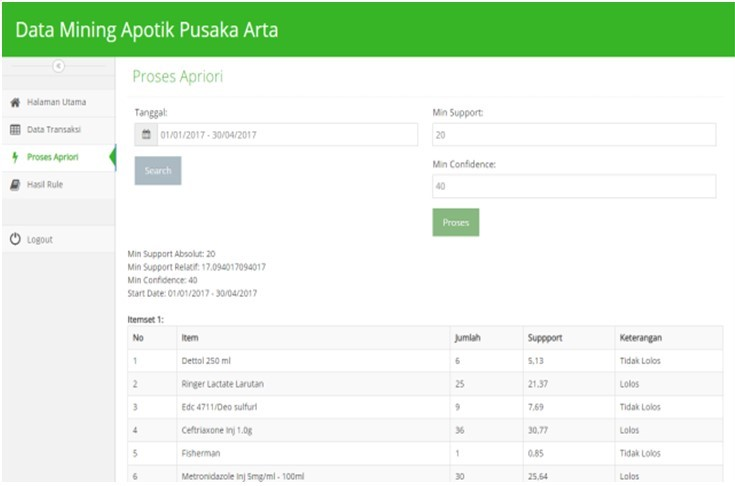 Data Mining Apotik Pusaka Arta
Halaman Utama
Data Transaksi
Proses Apriori
Hasil Rule
Logout
Proses Apriori
Tanggal:
01/01/2017 - 30/04/2017
Search
Min Support:
20
Min Confidence:
40
Proses
Min Support Absolut: 20
Min Support Relatif: 17.094017094017
Min Confidence: 40
Start Date: 01/01/2017 - 30/04/2017
Itemset 1:
No Item Jumlah Suppport Keterangan
1 Dettol 250 ml 6 5,13 Tidak Lolos
2 Ringer Lactate Larutan 25 21,37 Lolos
3 Edc 4711/Deo sulfurl 9 7,69 Tidak Lolos
4 Ceftriaxone Inj 1.0g 36 30,77 Lolos
5 Fisherman 1 0,85 Tidak Lolos
6 Metronidazole Inj 5mg/ml - 100ml 30 25,64 Lolos